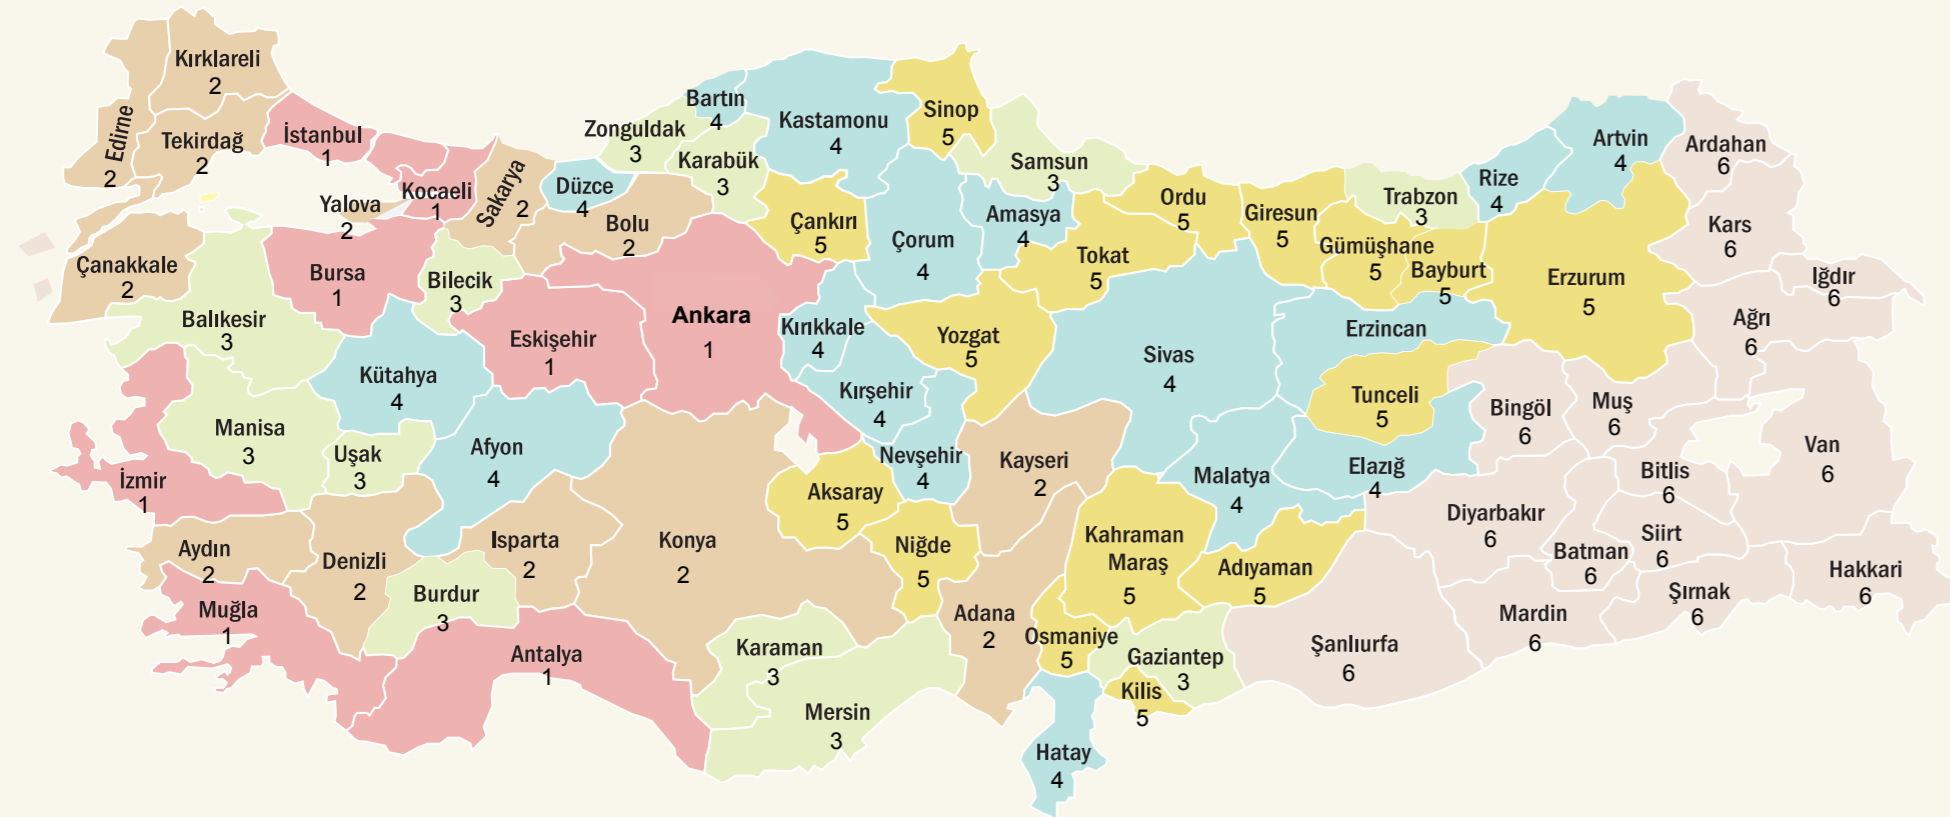 Kırklareli
2
Edirne
2
Tekirdağ
2
İstanbul
1
Kocaeli
1
Yalova
2
Sakarya
2
Düzce
4
Bolu
2
Zonguldak
3
Bartın
4
Karabük
3
Kastamonu
4
Sinop
5
Samsun
3
Çankırı
5
Çorum
4
Amasya
4
Tokat
5
Ordu
5
Giresun
5
Gümüşhane
5
Trabzon
3
Bayburt
5
Rize
4
Artvin
4
Ardahan
6
Kars
6
Iğdır
6
Ağrı
6
Erzurum
5
Erzincan
Çanakkale
2
Balıkesir
3
Bursa
1
Bilecik
3
Kütahya
4
Eskişehir
1
Ankara
1
Kırıkkale
4
Kırşehir
4
Yozgat
5
Sivas
4
Tunceli
5
Bingöl
6
Muş
6
Van
6
Bitlis
6
İzmir
1
Manisa
3
Uşak
3
Afyon
4
Nevşehir
4
Aksaray
5
Kayseri
2
Malatya
4
Elazığ
4
Diyarbakır
6
Batman
6
Siirt
6
Şırnak
6
Hakkari
6
Aydın
2
Denizli
2
Isparta
2
Konya
2
Niğde
5
Kahraman
Maraş
5
Adıyaman
5
Mardin
6
Şanlıurfa
6
Muğla
1
Burdur
3
Antalya
1
Karaman
3
Mersin
3
Adana
2
Osmaniye
5
Gaziantep
3
Kilis
5
Hatay
4